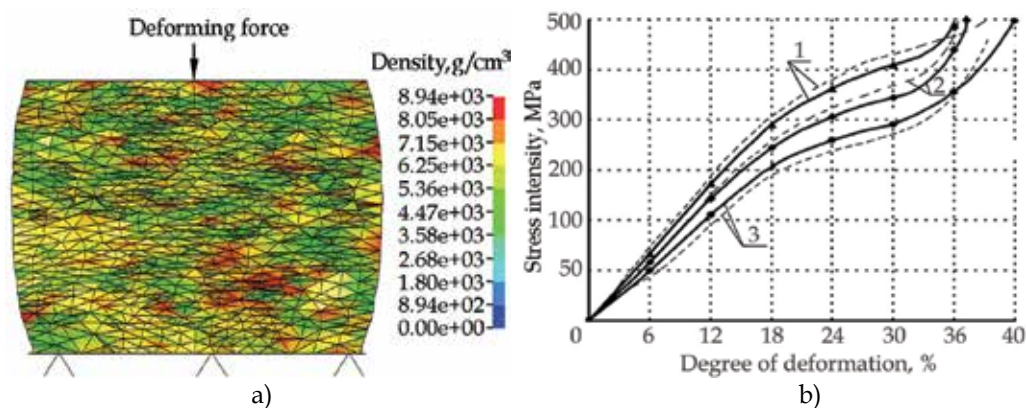 Deforming force
Density,g/cm³
8.94e+03
8.05e+03
7.15e+03
6.25e+03
5.36e+03
4.47e+03
3.58e+03
2.68e+03
1.80e+03
8.94e+02
0.00e+00
a)
Stress intensity, MPa
500
400
300
200
100
50
0
6
12
18
24
30
36
40
1
2
3
Degree of deformation, %
b)